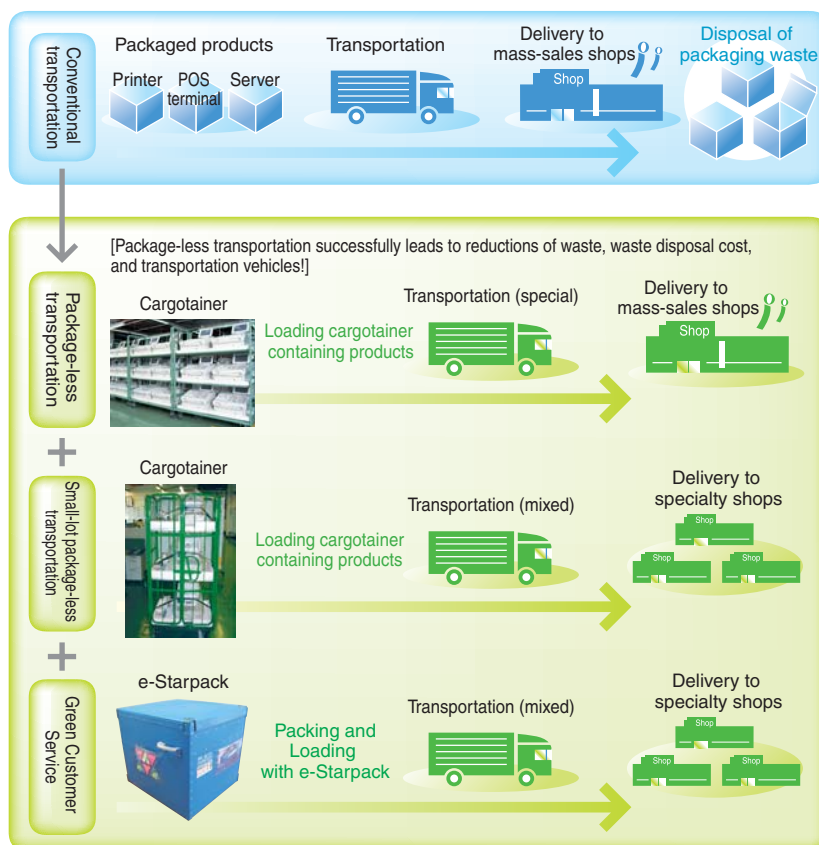 Conventional
transportation
Packaged products
Printer
POS
terminal
Server
Transportation
Delivery to
mass-sales shops
Shop
Disposal of
packaging waste
[Package-less transportation successfully leads to reductions of waste, waste disposal cost,
and transportation vehicles!]
Package-less
transportation
Cargotainer
Loading cargotainer
containing products
Transportation (special)
Delivery to
mass-sales shops
Shop
+
Small-lot package-less
transportation
Cargotainer
Loading cargotainer
containing products
Transportation (mixed)
Delivery to
specialty shops
Shop
Shop
Shop
+
Green Customer
Service
e-Starpack
Packing and
Loading
with e-Starpack
Transportation (mixed)
Delivery to
specialty shops
Shop
Shop
Shop